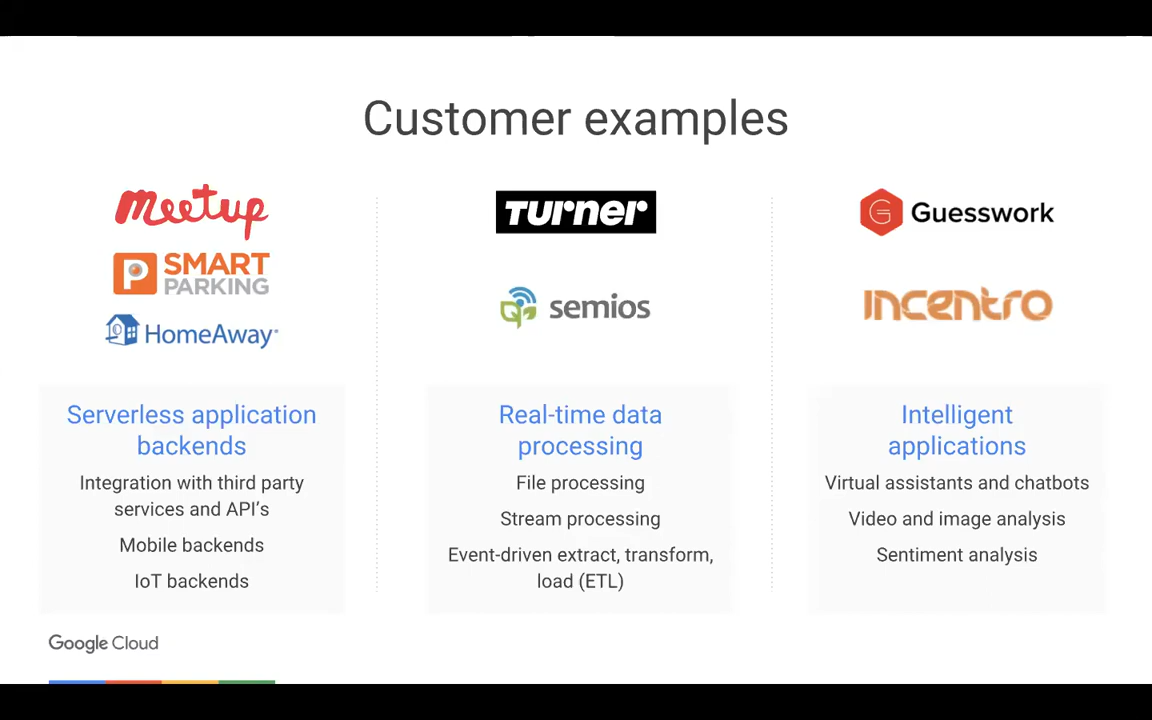 Customer examples
meetup
P SMART
PARKING
HomeAway
Serverless application
backends
Integration with third party
services and API's
Mobile backends
IoT backends
Turner
semios
Real-time data
processing
File processing
Stream processing
Event-driven extract, transform,
load (ETL)
G Guesswork
Incentro
Intelligent
applications
Virtual assistants and chatbots
Video and image analysis
Sentiment analysis
Google Cloud